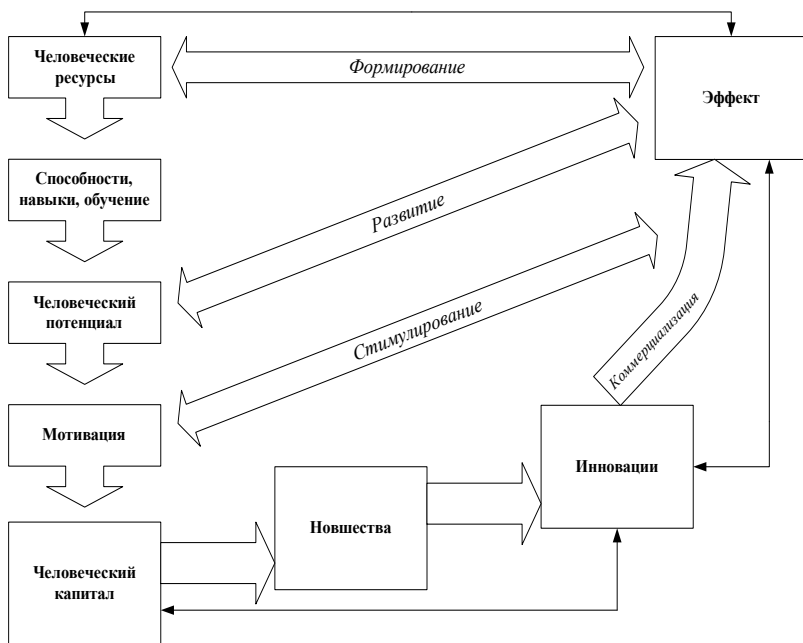 Человеческие
ресурсы
Формирование
Эффект
Способности,
навыки, обучение
Развитие
Человеческий
потенциал
Стимулирование
Коммерциализация
Мотивация
Инновации
Новшества
Человеческий
капитал